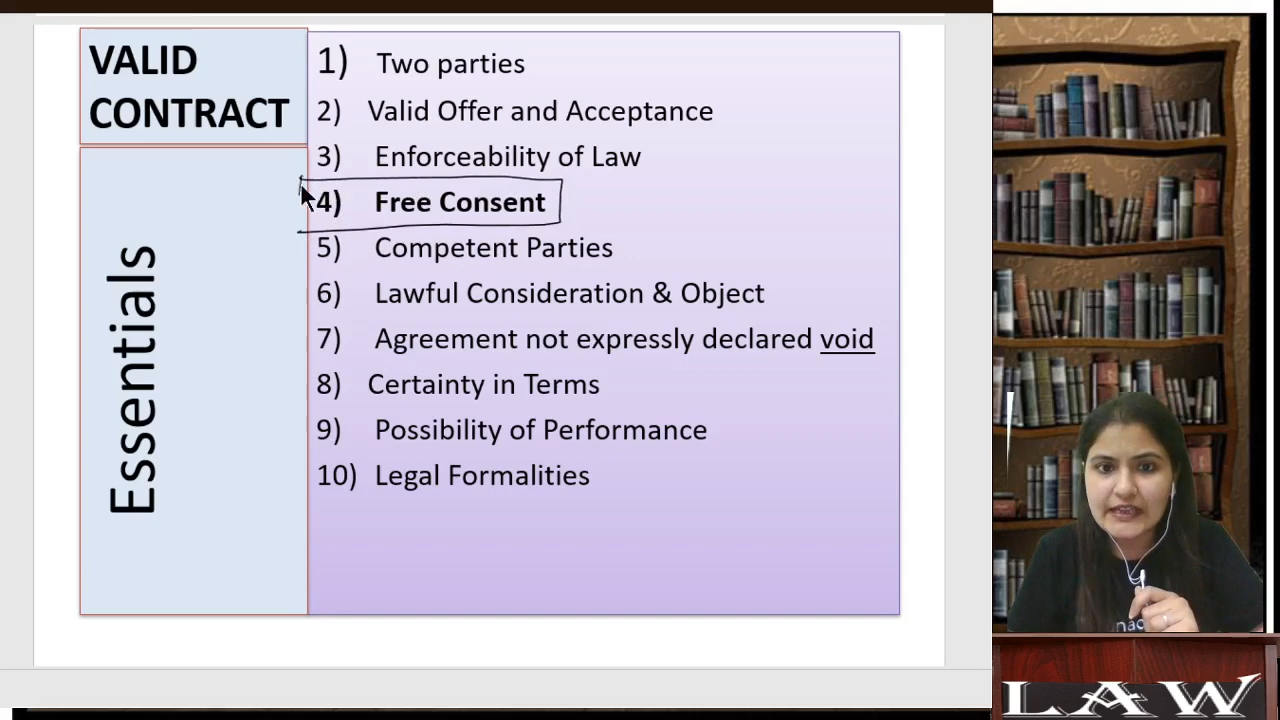 VALID
CONTRACT
Essentials
1) Two parties
2) Valid Offer and Acceptance
3) Enforceability of Law
4) Free Consent
5) Competent Parties
6) Lawful Consideration & Object
7) Agreement not expressly declared void
8) Certainty in Terms
9) Possibility of Performance
10) Legal Formalities
LAW